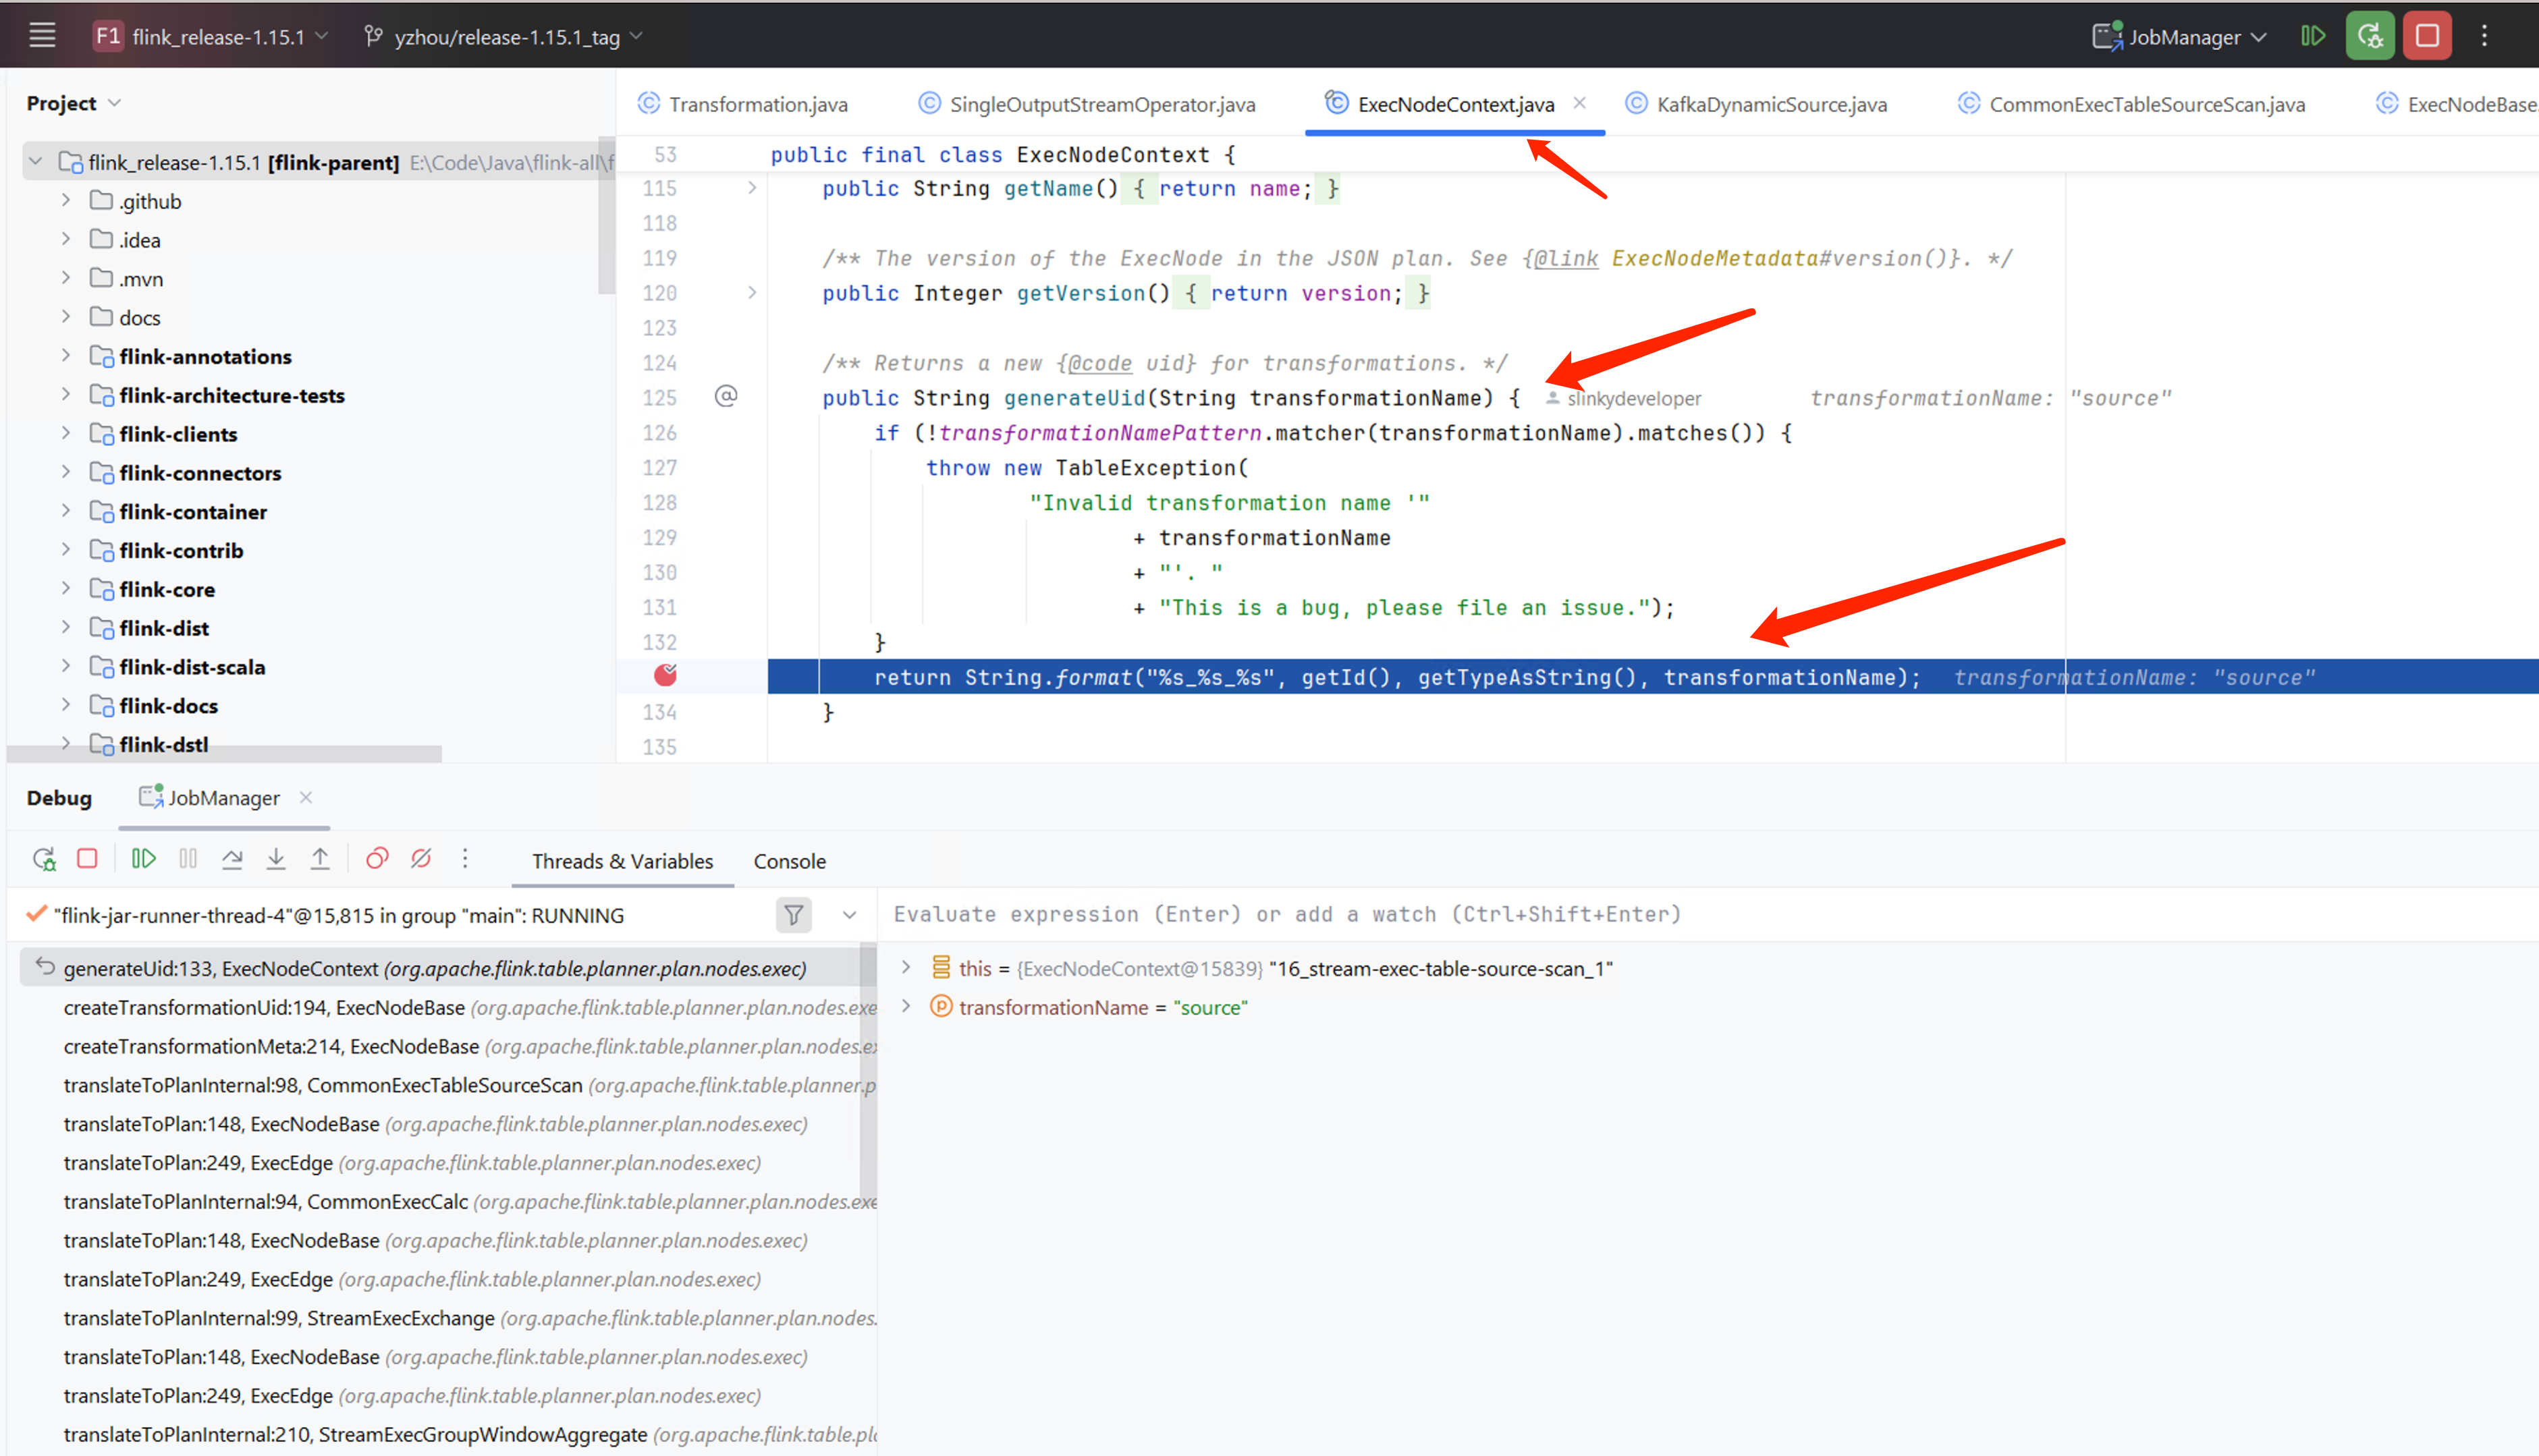 F1 flink_release-1.15.1 yzhou/release-1.15.1_tag JobManager
Project
Transformation.java SingleOutputStreamOperator.java ExecNodeContext.java KafkaDynamicSource.java CommonExecTableSourceScan.java ExecNodeBase
flink_release-1.15.1 [flink-parent] E:\Code\Java\flink-all\f
.github
.idea
.mvn
docs
flink-annotations
flink-architecture-tests
flink-clients
flink-connectors
flink-container
flink-contrib
flink-core
flink-dist
flink-dist-scala
flink-docs
flink-dstl
53 public final class ExecNodeContext {
115 public String getName() { return name; }
118
119 /** The version of the ExecNode in the JSON plan. See {@link ExecNodeMetadata#version()}. */
120 public Integer getVersion() { return version; }
123
124 /** Returns a new {@code uid} for transformations. */
125 @ public String generateUid(String transformationName) { slinkydeveloper transformationName: "source"
126 if (!transformationNamePattern.matcher(transformationName).matches()) {
127 throw new TableException(
128 "Invalid transformation name '"
129 + transformationName
130 + "'. "
131 + "This is a bug, please file an issue.");
132 }
return String.format("%s_%s_%s", getId(), getTypeAsString(), transformationName); transformationName: "source"
134 }
135
Debug JobManager
Threads & Variables Console
"flink-jar-runner-thread-4"@15,815 in group "main": RUNNING
generateUid:133, ExecNodeContext (org.apache.flink.table.planner.plan.nodes.exec)
createTransformationUid:194, ExecNodeBase (org.apache.flink.table.planner.plan.nodes.exe
createTransformationMeta:214, ExecNodeBase (org.apache.flink.table.planner.plan.nodes.ex
translateToPlanInternal:98, CommonExecTableSourceScan (org.apache.flink.table.planner.p
translateToPlan:148, ExecNodeBase (org.apache.flink.table.planner.plan.nodes.exec)
translateToPlan:249, ExecEdge (org.apache.flink.table.planner.plan.nodes.exec)
translateToPlanInternal:94, CommonExecCalc (org.apache.flink.table.planner.plan.nodes.exe
translateToPlan:148, ExecNodeBase (org.apache.flink.table.planner.plan.nodes.exec)
translateToPlan:249, ExecEdge (org.apache.flink.table.planner.plan.nodes.exec)
translateToPlanInternal:99, StreamExecExchange (org.apache.flink.table.planner.plan.nodes.
translateToPlan:148, ExecNodeBase (org.apache.flink.table.planner.plan.nodes.exec)
translateToPlan:249, ExecEdge (org.apache.flink.table.planner.plan.nodes.exec)
translateToPlanInternal:210, StreamExecGroupWindowAggregate (org.apache.flink.table.pl
Evaluate expression (Enter) or add a watch (Ctrl+Shift+Enter)
this = {ExecNodeContext@15839} "16_stream-exec-table-source-scan_1"
transformationName = "source"